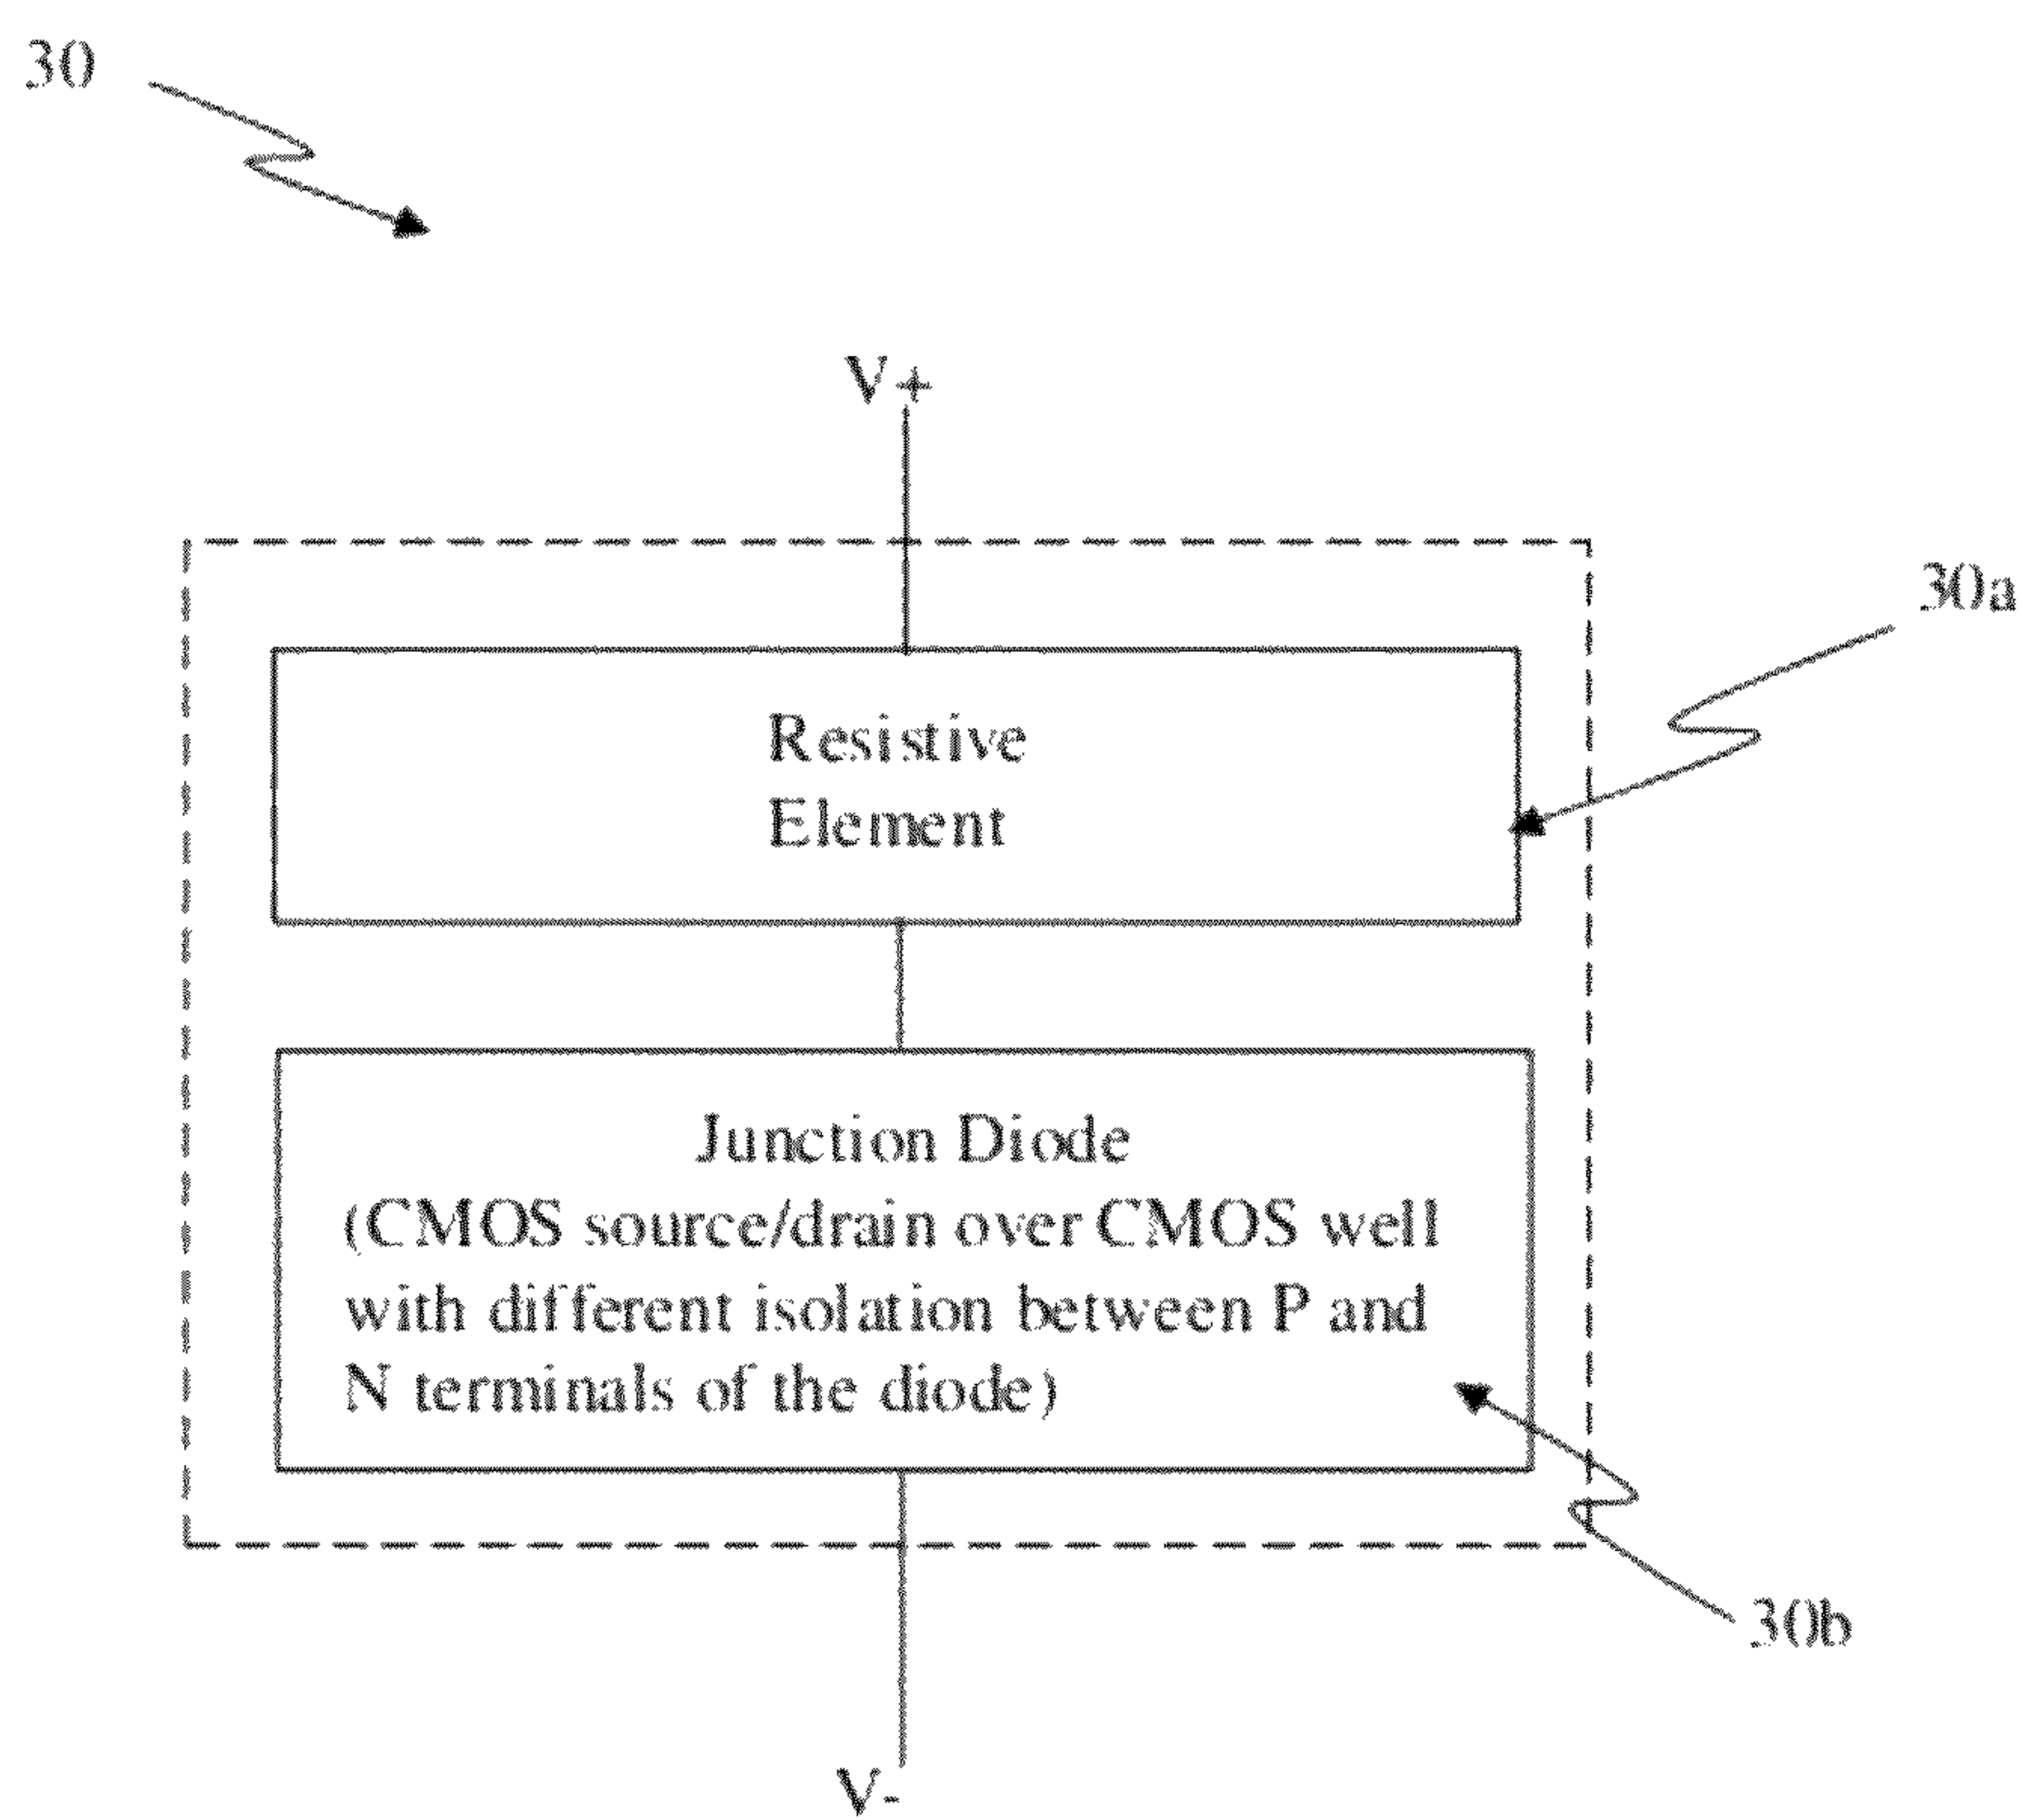 30
V+
30a
Resistive
Element
Junction Diode
(CMOS source/drain over CMOS well
with different isolation between P and
N terminals of the diode)
30b
V-